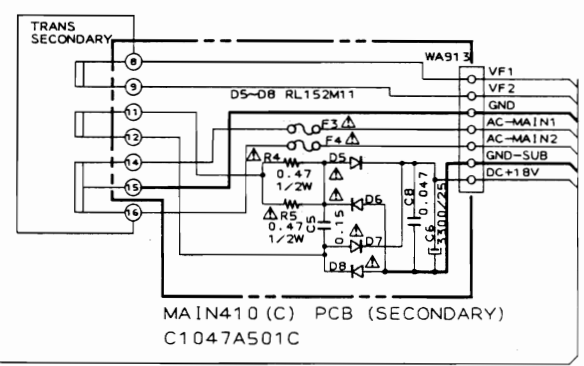 TRANS
SECONDARY
8
9
11
12
14
15
16
D5~D8 RL152M11
WA913
VF1
VF2
GND
AC-MAIN1
AC-MAIN2
GND-SUB
DC+18V
F3
F4
R4
0.47
1/2W
R5
0.47
1/2W
C5
0.15
D5
D6
D7
D8
C8
0.047
C6
3300/25
MAIN410(C) PCB (SECONDARY)
C1047A501C